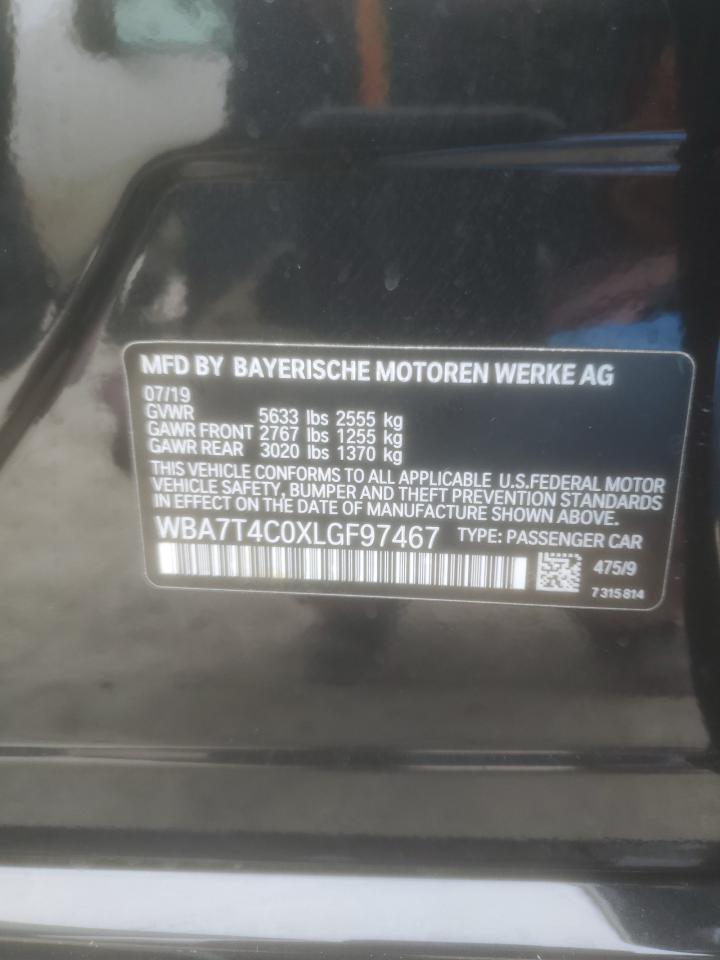 MFD BY BAYERISCHE MOTOREN WERKE AG
07/19
GVWR 5633 lbs 2555 kg
GAWR FRONT 2767 lbs 1255 kg
GAWR REAR 3020 lbs 1370 kg
THIS VEHICLE CONFORMS TO ALL APPLICABLE U.S.FEDERAL MOTOR
VEHICLE SAFETY, BUMPER AND THEFT PREVENTION STANDARDS
IN EFFECT ON THE DATE OF MANUFACTURE SHOWN ABOVE.
WBA7T4C0XLGF97467 TYPE: PASSENGER CAR
475/9
7 315 814